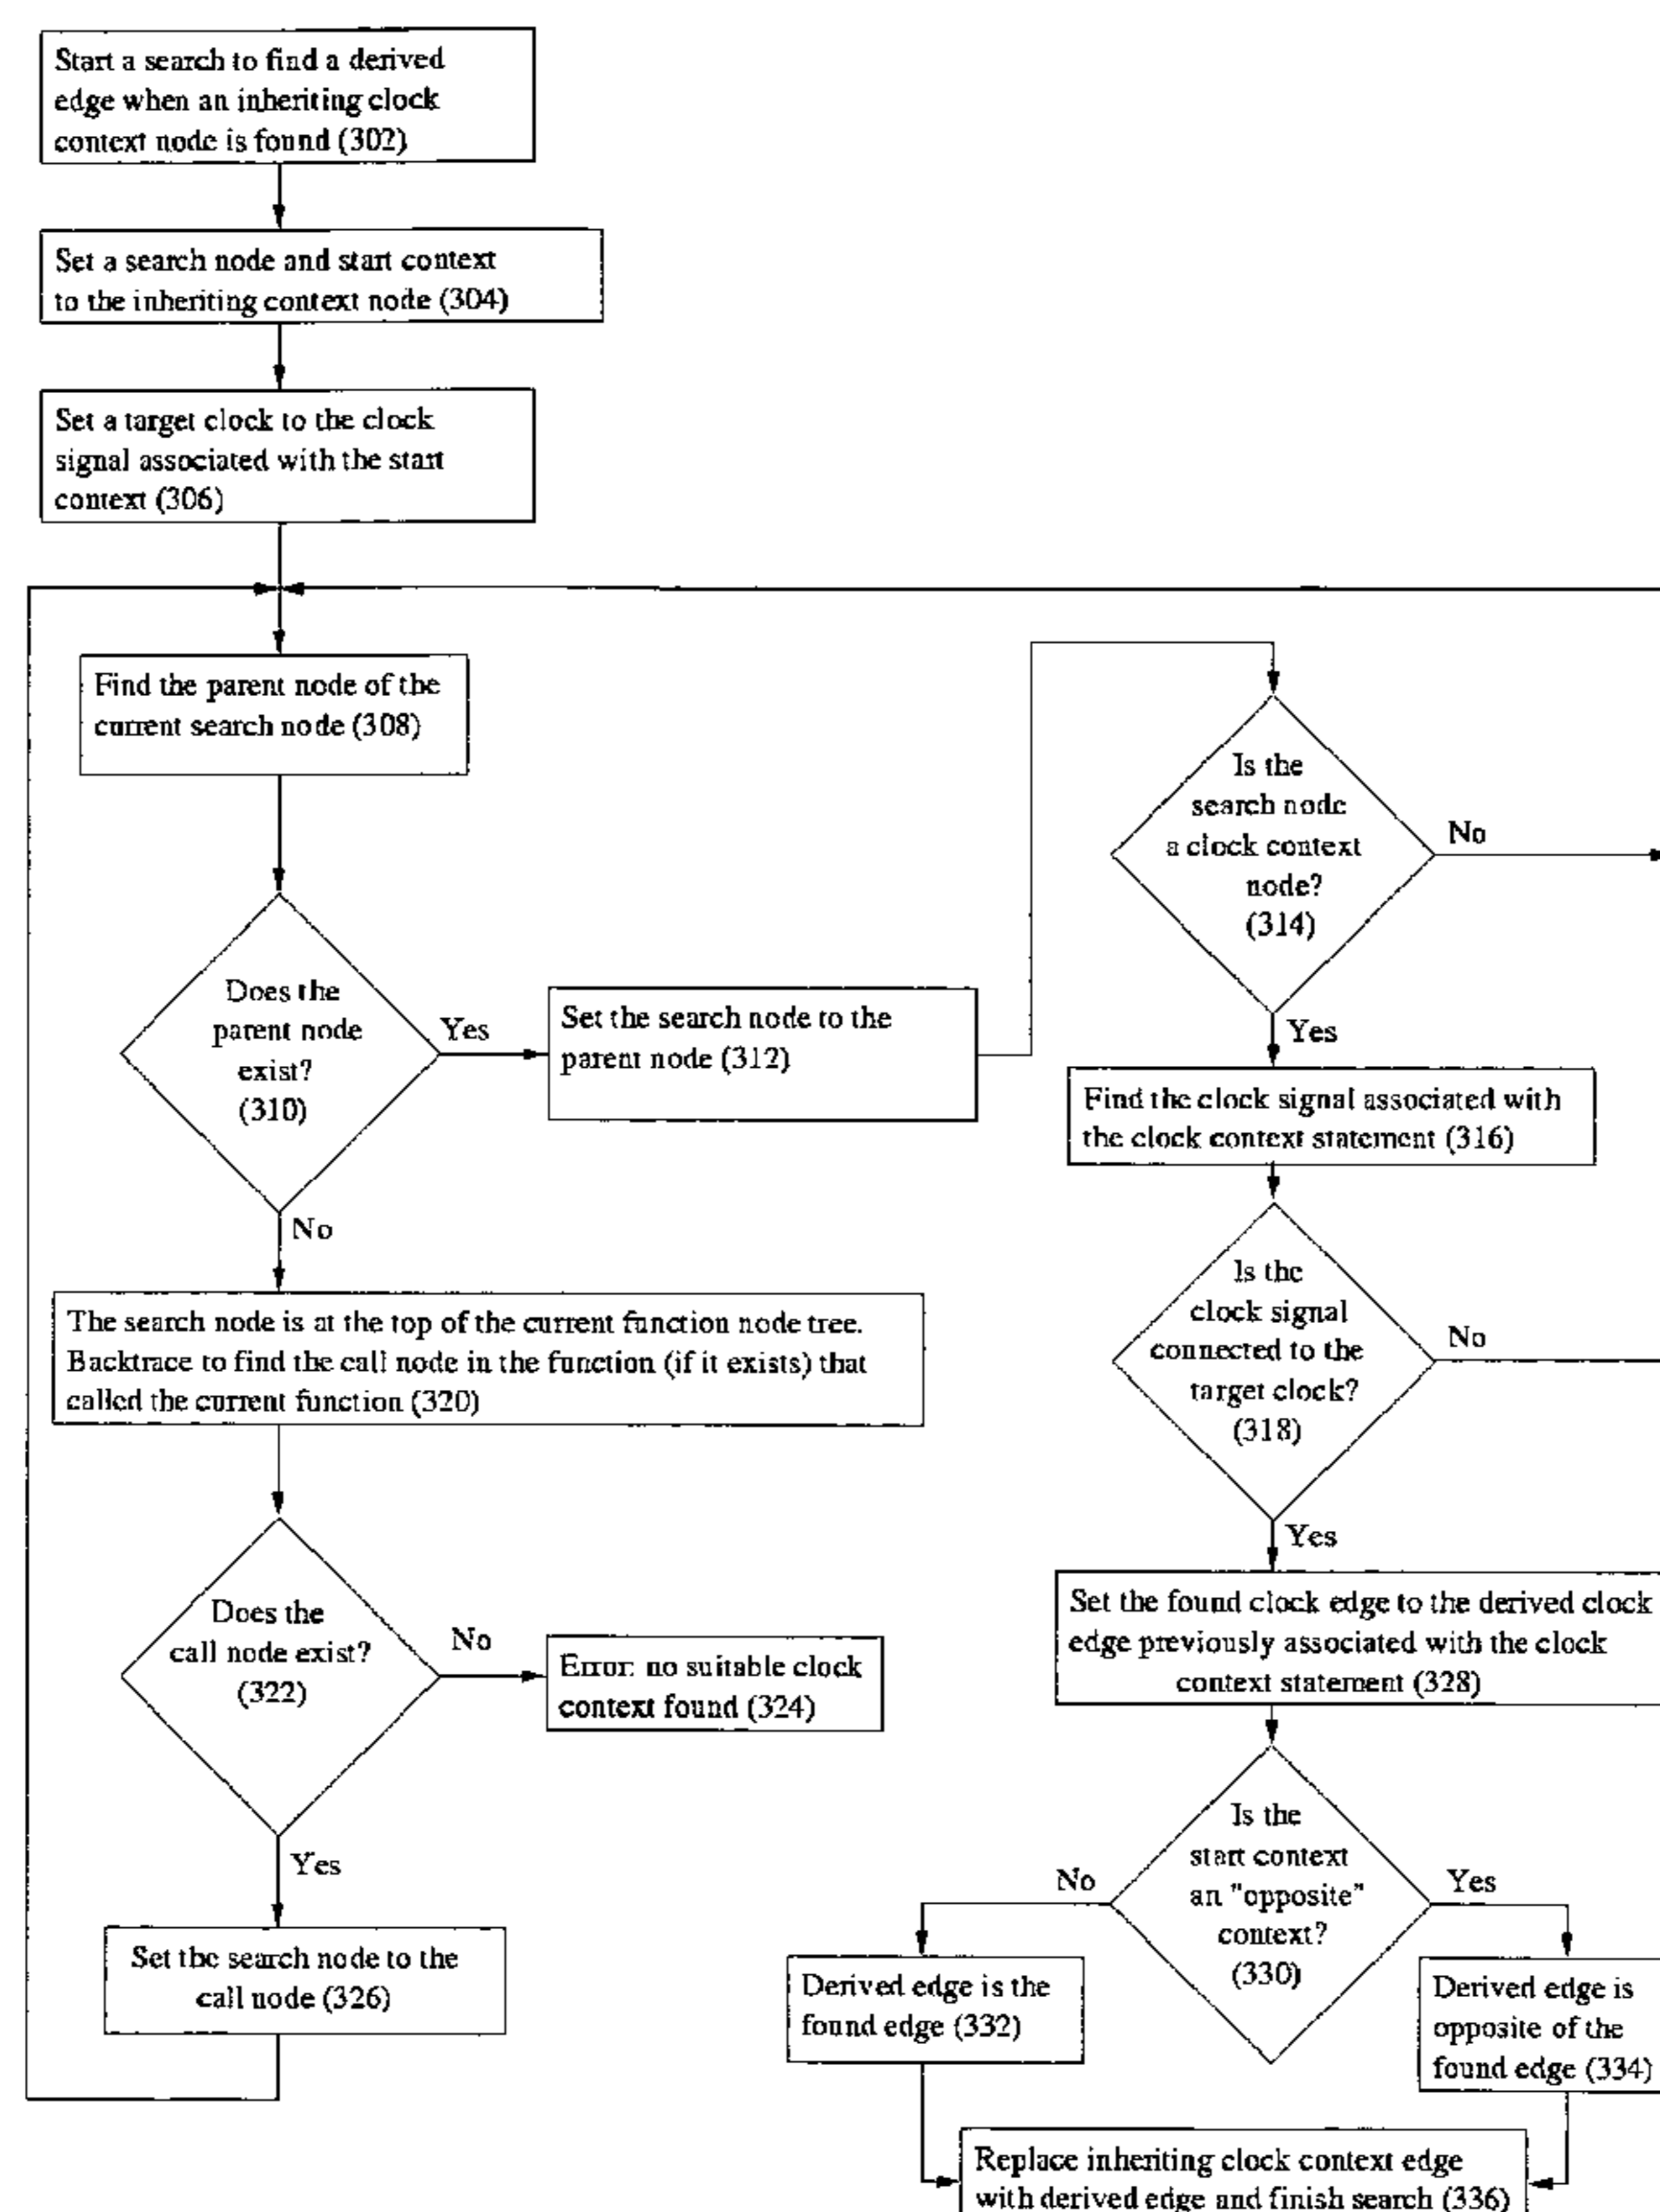 Start a search to find a derived
edge when an inheriting clock
context node is found (302)
Set a search node and start context
to the inheriting context node (304)
Set a target clock to the clock
signal associated with the start
context (306)
Find the parent node of the
current search node (308)
Does the
parent node
exist?
(310)
Yes
No
Set the search node to the
parent node (312)
Is the
search node
a clock context
node?
(314)
No
Yes
Find the clock signal associated with
the clock context statement (316)
Is the
clock signal
connected to the
target clock?
(318)
No
Yes
The search node is at the top of the current function node tree.
Backtrace to find the call node in the function (if it exists) that
called the current function (320)
Does the
call node exist?
(322)
No
Error: no suitable clock
context found (324)
Yes
Set the search node to the
call node (326)
Set the found clock edge to the derived clock
edge previously associated with the clock
context statement (328)
Is the
start context
an "opposite"
context?
(330)
No
Yes
Derived edge is the
found edge (332)
Derived edge is
opposite of the
found edge (334)
Replace inheriting clock context edge
with derived edge and finish search (336)